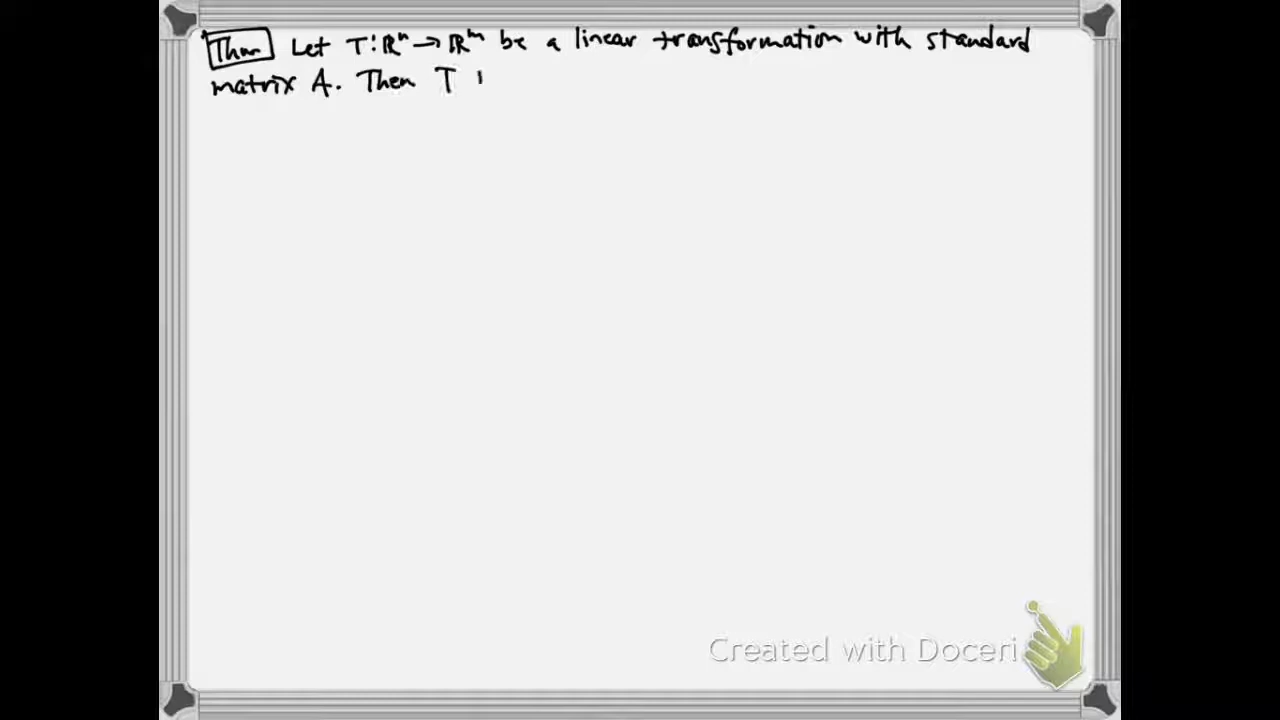 Thm Let T:ℝⁿ→ℝᵐ be a linear transformation with standard
matrix A. Then T
Created with Doceri